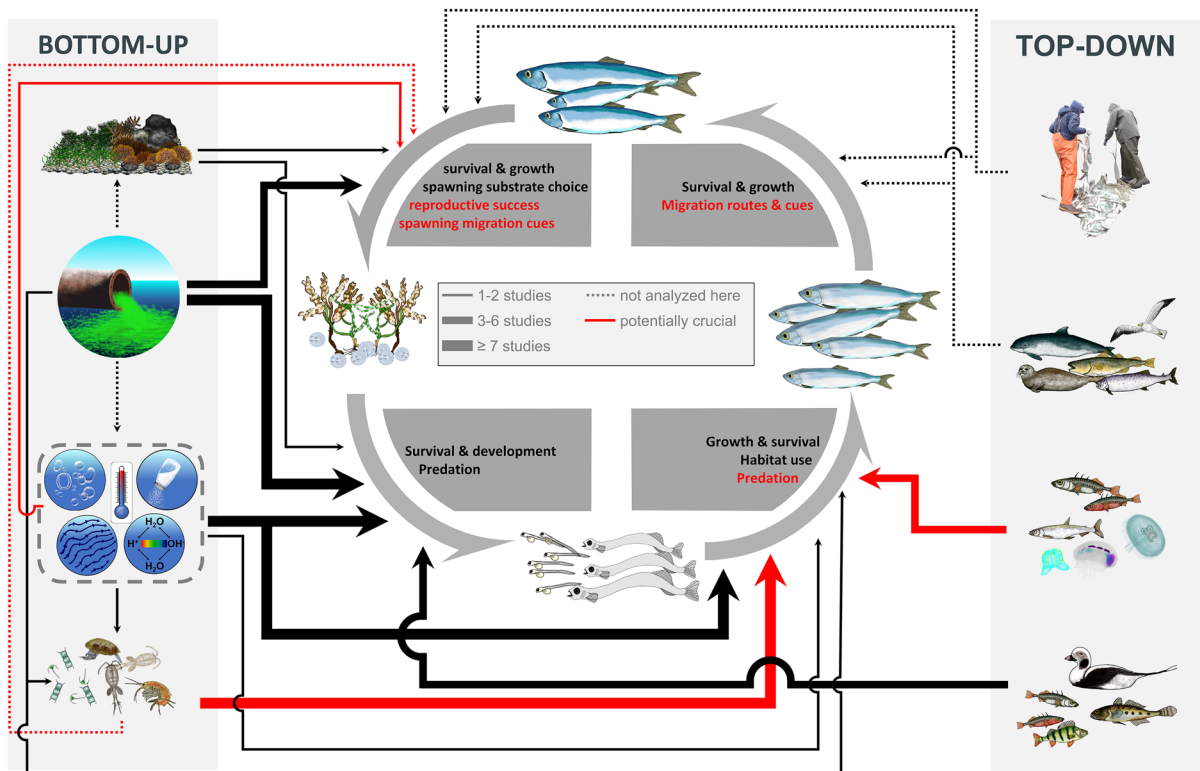 BOTTOM-UP
TOP-DOWN
survival & growth
spawning substrate choice
reproductive success
spawning migration cues
Survival & growth
Migration routes & cues
1-2 studies
not analyzed here
3-6 studies
potentially crucial
≥ 7 studies
Survival & development
Predation
Growth & survival
Habitat use
Predation
H₂O
H⁺
OH⁻
H₂O